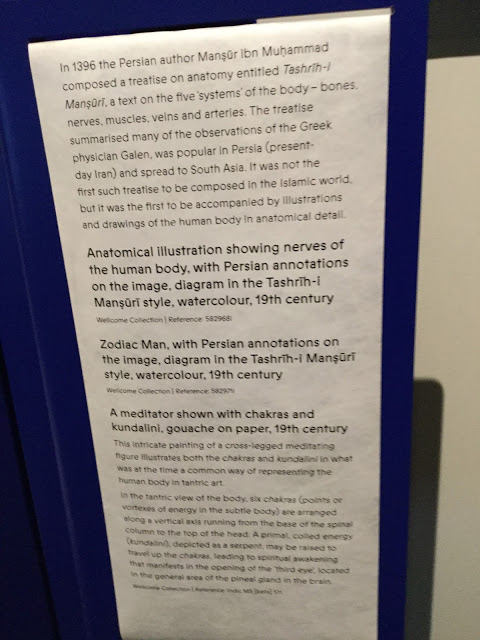 In 1396 the Persian author Manṣūr ibn Muḥammad
composed a treatise on anatomy entitled Tashrīḥ-i
Manṣūrī, a text on the five 'systems' of the body – bones,
nerves, muscles, veins and arteries. The treatise
summarised many of the observations of the Greek
physician Galen, was popular in Persia (present-
day Iran) and spread to South Asia. It was not the
first such treatise to be composed in the Islamic world,
but it was the first to be accompanied by illustrations
and drawings of the human body in anatomical detail.
Anatomical illustration showing nerves of
the human body, with Persian annotations
on the image, diagram in the Tashrīh-i
Manṣūrī style, watercolour, 19th century
Wellcome Collection | Reference: 582968i
Zodiac Man, with Persian annotations on
the image, diagram in the Tashrīh-i Manṣūrī
style, watercolour, 19th century
Wellcome Collection | Reference: 582971i
A meditator shown with chakras and
kundalini, gouache on paper, 19th century
This intricate painting of a cross-legged meditating
figure illustrates both the chakras and kundalini in what
was at the time a common way of representing the
human body in tantric art.
In the tantric view of the body, six chakras (points or
vortexes of energy in the subtle body) are arranged
along a vertical axis running from the base of the spinal
column to the top of the head. A primal, coiled energy
(kundalini), depicted as a serpent, may be raised to
travel up the chakras, leading to spiritual awakening
that manifests in the opening of the 'third eye', located
in the general area of the pineal gland in the brain.
Wellcome Collection | Reference: Indic MS [beta] 511